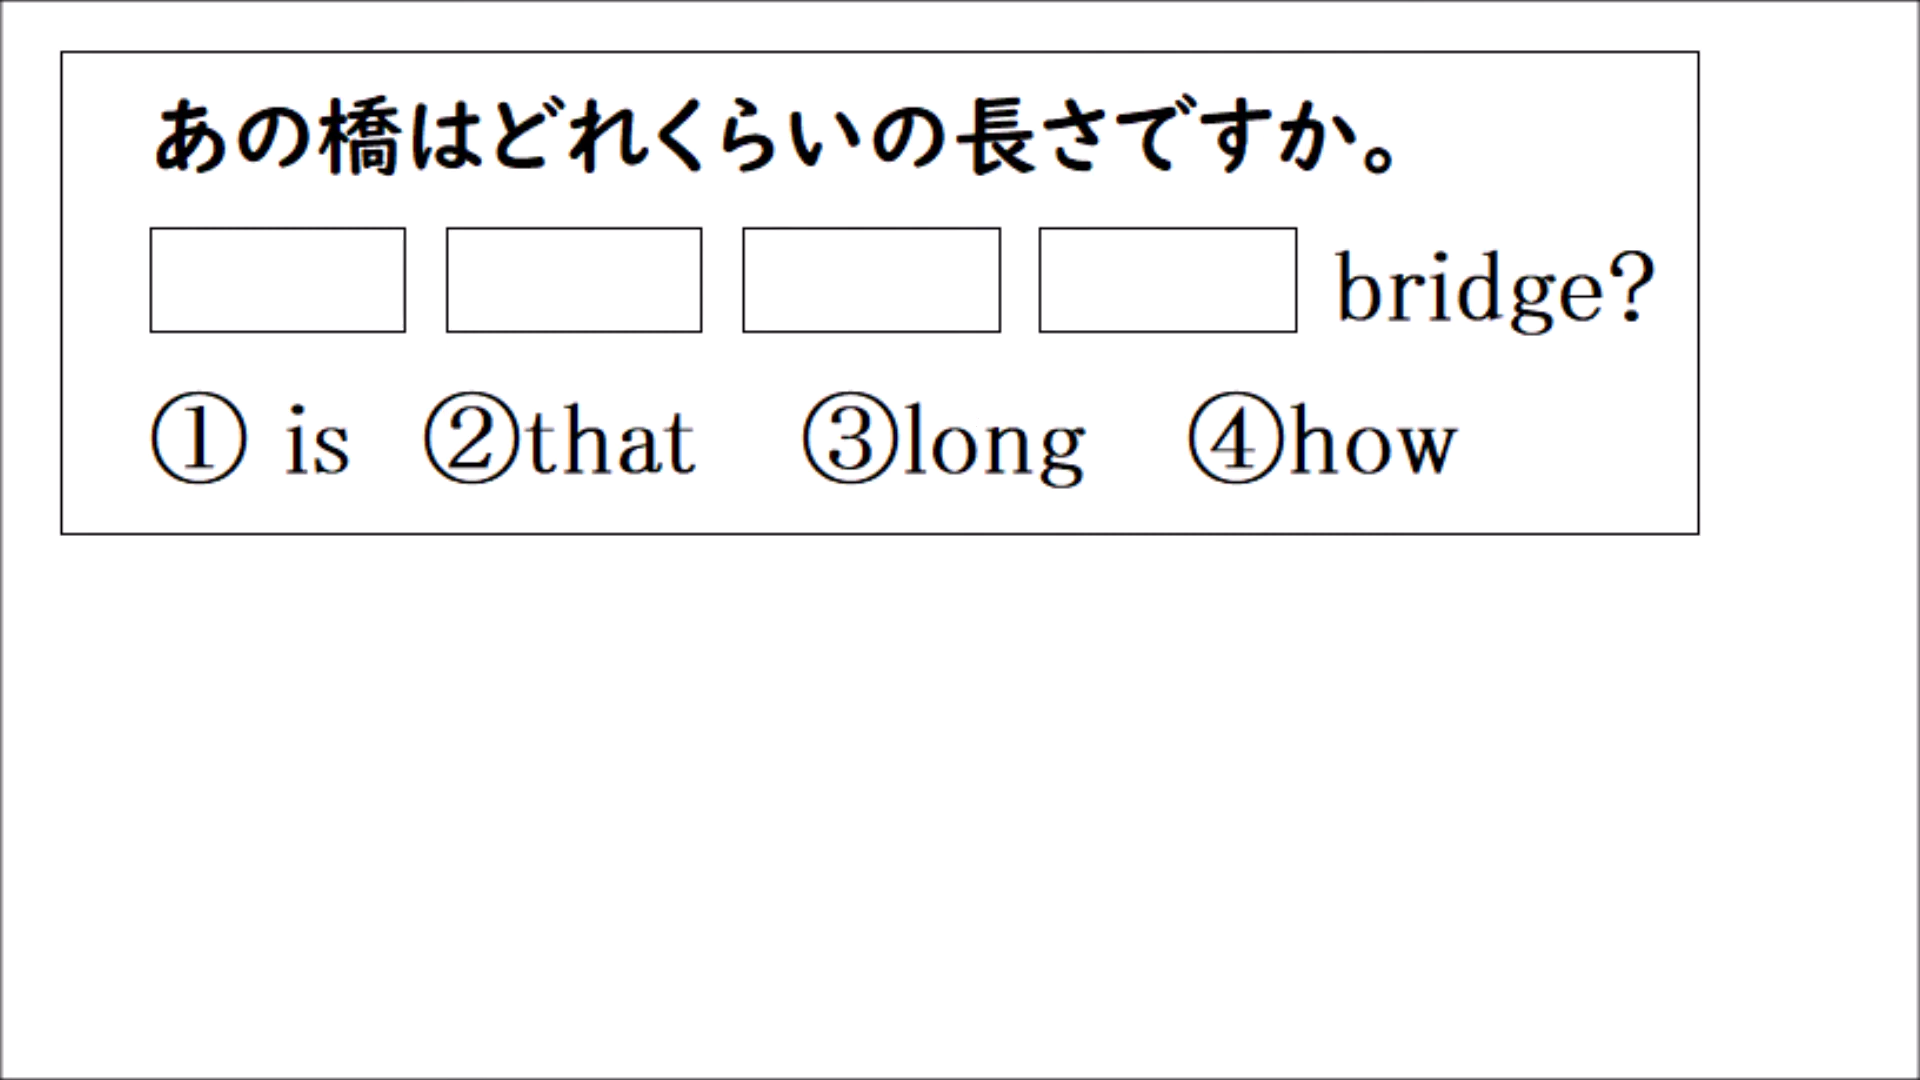 あの橋はどれくらいの長さですか。
bridge?
① is ②that ③long ④how